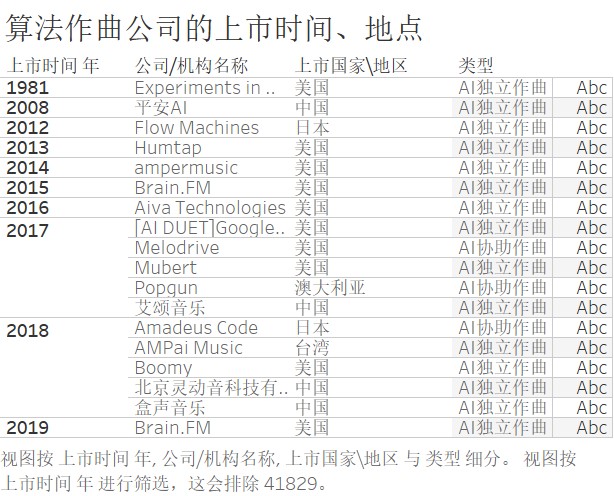 算法作曲公司的上市时间、地点
上市时间 年 公司/机构名称 上市国家\地区 类型
1981 Experiments in .. 美国 AI独立作曲 Abc
2008 平安AI 中国 AI独立作曲 Abc
2012 Flow Machines 日本 AI独立作曲 Abc
2013 Humtap 美国 AI独立作曲 Abc
2014 ampermusic 美国 AI独立作曲 Abc
2015 Brain.FM 美国 AI独立作曲 Abc
2016 Aiva Technologies 美国 AI独立作曲 Abc
2017 [AI DUET]Google.. 美国 AI独立作曲 Abc
Melodrive 美国 AI协助作曲 Abc
Mubert 美国 AI独立作曲 Abc
Popgun 澳大利亚 AI独立作曲 Abc
艾颂音乐 中国 AI独立作曲 Abc
2018 Amadeus Code 日本 AI协助作曲 Abc
AMPai Music 台湾 AI独立作曲 Abc
Boomy 美国 AI独立作曲 Abc
北京灵动音科技有.. 中国 AI独立作曲 Abc
盒声音乐 中国 AI独立作曲 Abc
2019 Brain.FM 美国 AI独立作曲 Abc
视图按 上市时间 年, 公司/机构名称, 上市国家\地区 与 类型 细分。 视图按
上市时间 年 进行筛选，这会排除 41829。